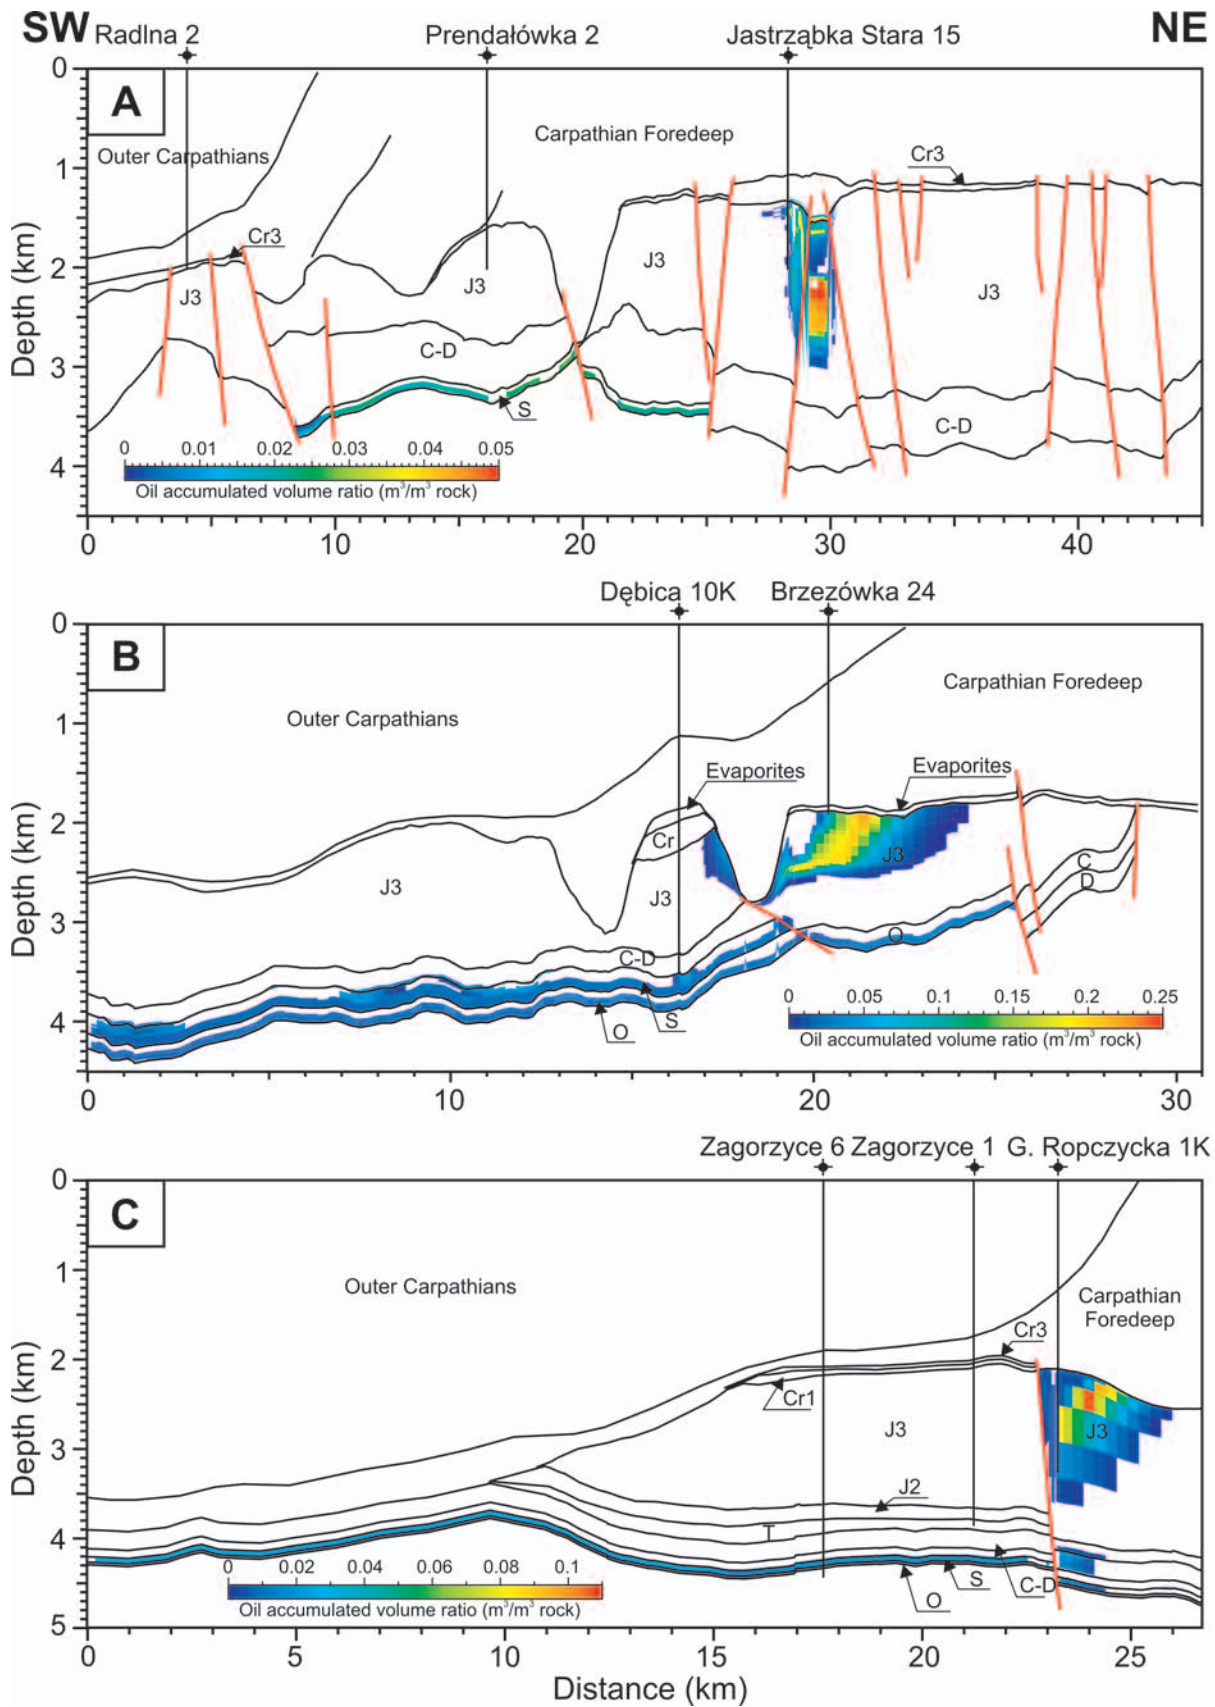 SW NE
Radlna 2 Prendałówka 2 Jastrząbka Stara 15
A
Outer Carpathians
Carpathian Foredeep
Cr3
Cr3
J3
J3
J3
J3
C-D
C-D
S
0 0.01 0.02 0.03 0.04 0.05
Oil accumulated volume ratio (m³/m³ rock)
Depth (km)
0
1
2
3
4
0 10 20 30 40
Dębica 10K Brzezówka 24
B
Outer Carpathians
Carpathian Foredeep
Evaporites
Evaporites
Cr
J3
J3
J3
C
D
C-D
O
S
O
0 0.05 0.1 0.15 0.2 0.25
Oil accumulated volume ratio (m³/m³ rock)
Depth (km)
0
1
2
3
4
0 10 20 30
Zagorzyce 6 Zagorzyce 1 G. Ropczycka 1K
C
Outer Carpathians
Carpathian
Foredeep
Cr3
Cr1
J3
J3
J2
T
S
C-D
O
0 0.02 0.04 0.06 0.08 0.1
Oil accumulated volume ratio (m³/m³ rock)
Depth (km)
0
1
2
3
4
5
0 5 10 15 20 25
Distance (km)